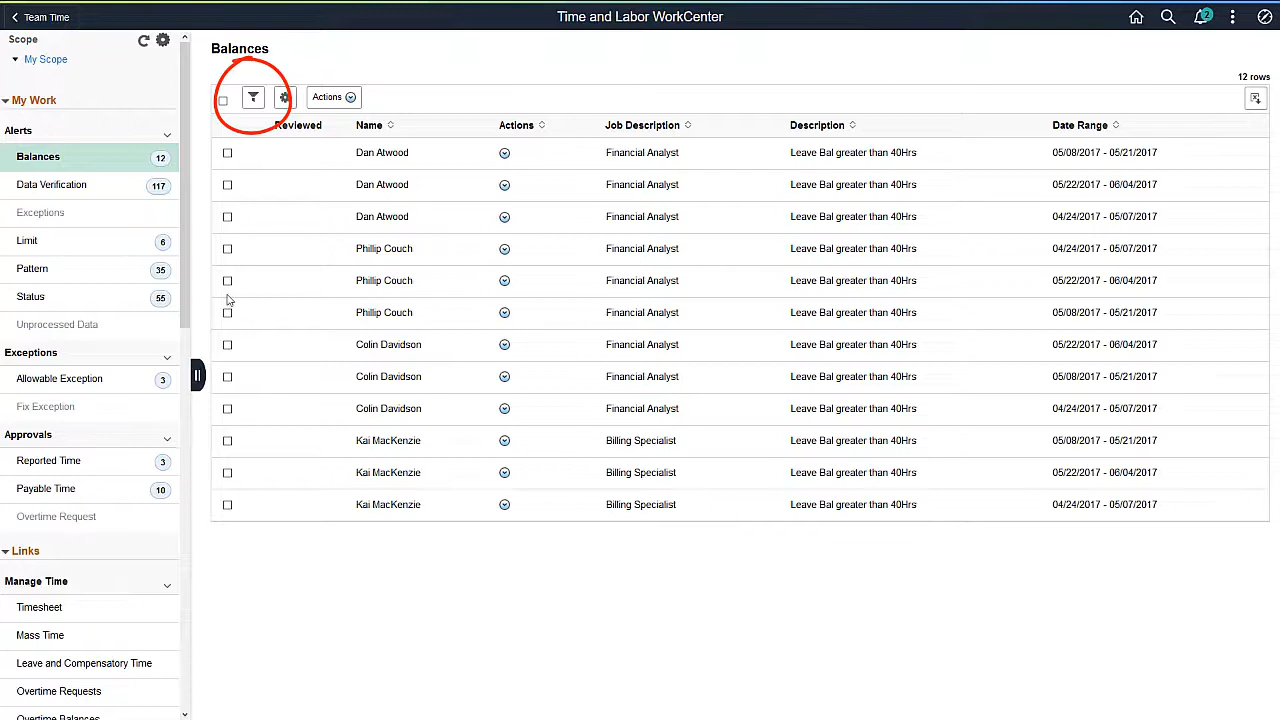 Team Time
Time and Labor WorkCenter
2
Scope
My Scope
My Work
Alerts
Balances 12
Data Verification 117
Exceptions
Limit 6
Pattern 35
Status 55
Unprocessed Data
Exceptions
Allowable Exception 3
Fix Exception
Approvals
Reported Time 3
Payable Time 10
Overtime Request
Links
Manage Time
Timesheet
Mass Time
Leave and Compensatory Time
Overtime Requests
Overtime Balances
Balances
12 rows
Actions
Reviewed Name Actions Job Description Description Date Range
Dan Atwood Financial Analyst Leave Bal greater than 40Hrs 05/08/2017 - 05/21/2017
Dan Atwood Financial Analyst Leave Bal greater than 40Hrs 05/22/2017 - 06/04/2017
Dan Atwood Financial Analyst Leave Bal greater than 40Hrs 04/24/2017 - 05/07/2017
Phillip Couch Financial Analyst Leave Bal greater than 40Hrs 04/24/2017 - 05/07/2017
Phillip Couch Financial Analyst Leave Bal greater than 40Hrs 05/22/2017 - 06/04/2017
Phillip Couch Financial Analyst Leave Bal greater than 40Hrs 05/08/2017 - 05/21/2017
Colin Davidson Financial Analyst Leave Bal greater than 40Hrs 05/22/2017 - 06/04/2017
Colin Davidson Financial Analyst Leave Bal greater than 40Hrs 05/08/2017 - 05/21/2017
Colin Davidson Financial Analyst Leave Bal greater than 40Hrs 04/24/2017 - 05/07/2017
Kai MacKenzie Billing Specialist Leave Bal greater than 40Hrs 05/08/2017 - 05/21/2017
Kai MacKenzie Billing Specialist Leave Bal greater than 40Hrs 05/22/2017 - 06/04/2017
Kai MacKenzie Billing Specialist Leave Bal greater than 40Hrs 04/24/2017 - 05/07/2017